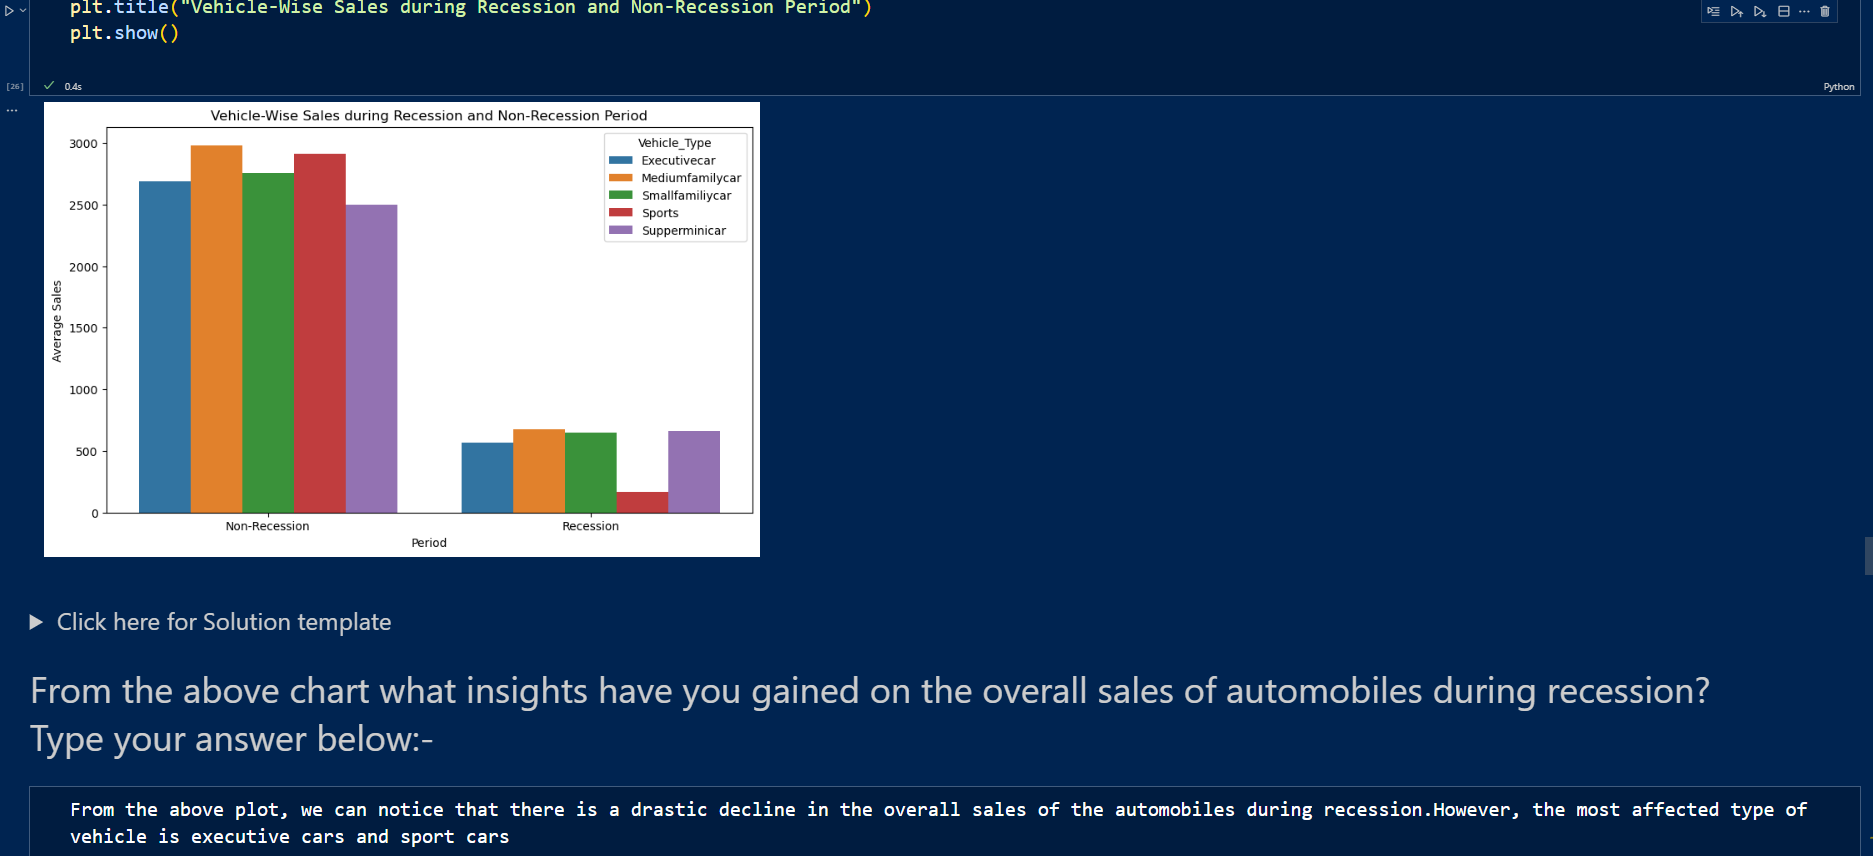 plt.title("Vehicle-Wise Sales during Recession and Non-Recession Period")
plt.show()
[26]
0.4s
Python
...
Vehicle-Wise Sales during Recession and Non-Recession Period
3000
2500
2000
1500
1000
500
0
Average Sales
Vehicle_Type
Executivecar
Mediumfamilycar
Smallfamiliycar
Sports
Supperminicar
Non-Recession
Recession
Period
Click here for Solution template
From the above chart what insights have you gained on the overall sales of automobiles during recession?
Type your answer below:-
From the above plot, we can notice that there is a drastic decline in the overall sales of the automobiles during recession.However, the most affected type of
vehicle is executive cars and sport cars